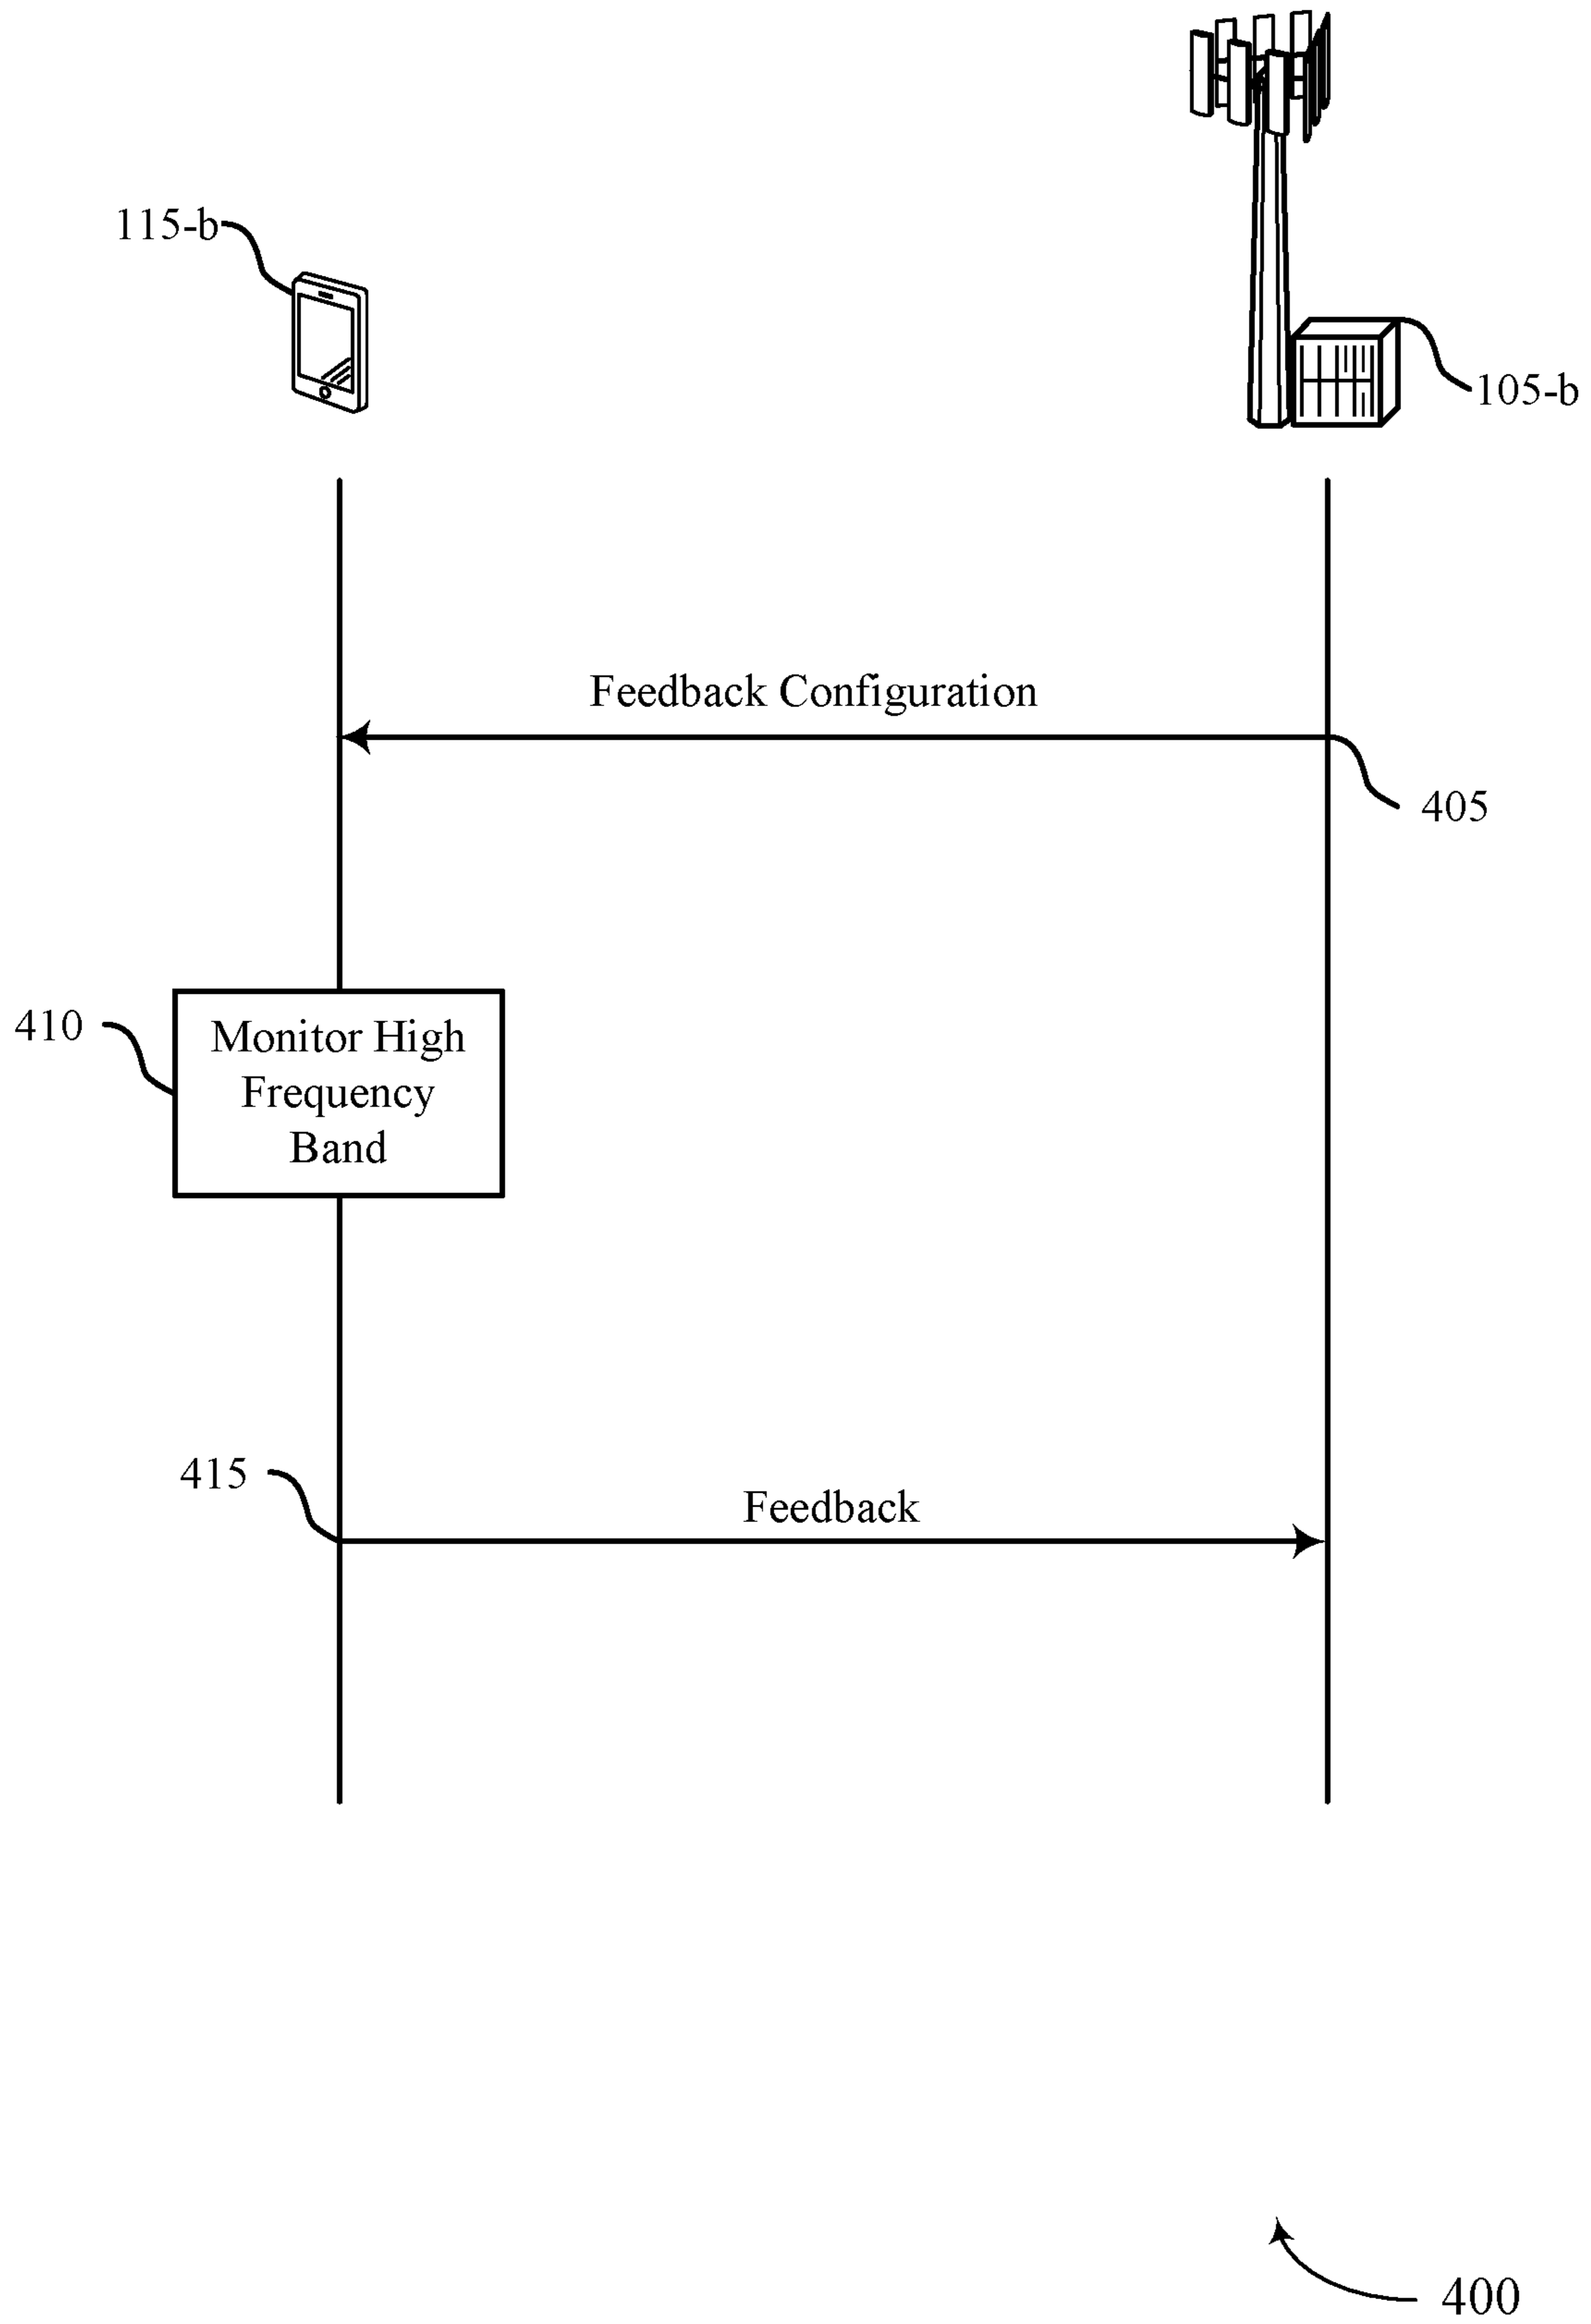 115-b
105-b
Feedback Configuration
405
410
Monitor High
Frequency
Band
415
Feedback
400